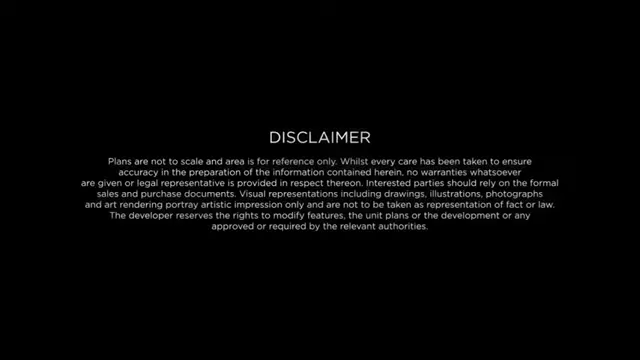 DISCLAIMER
Plans are not to scale and area is for reference only. Whilst every care has been taken to ensure
accuracy in the preparation of the information contained herein, no warranties whatsoever
are given or legal representative is provided in respect thereon. Interested parties should rely on the formal
sales and purchase documents. Visual representations including drawings, illustrations, photographs
and art rendering portray artistic impression only and are not to be taken as representation of fact or law.
The developer reserves the rights to modify features, the unit plans or the development or any
approved or required by the relevant authorities.